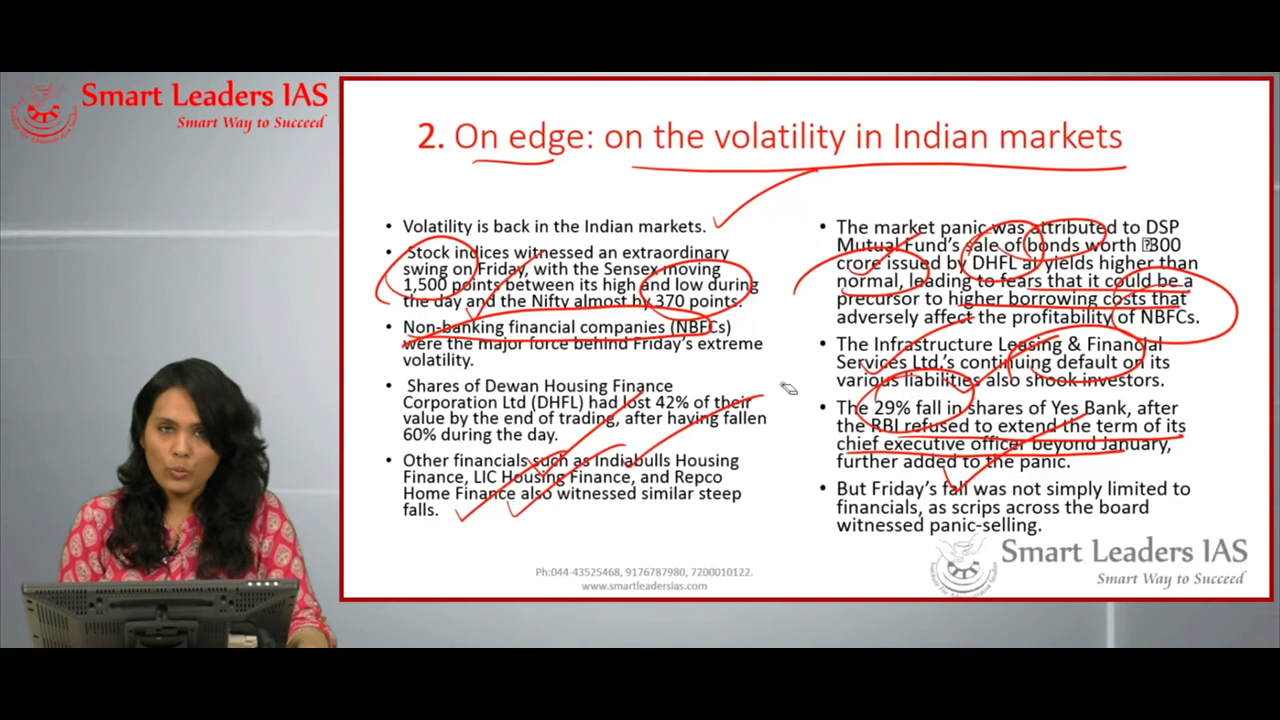 Smart Leaders IAS
Smart Way to Succeed
2. On edge: on the volatility in Indian markets
• Volatility is back in the Indian markets.
• Stock indices witnessed an extraordinary
swing on Friday, with the Sensex moving
1,500 points between its high and low during
the day and the Nifty almost by 370 points.
• Non-banking financial companies (NBFCs)
were the major force behind Friday's extreme
volatility.
• Shares of Dewan Housing Finance
Corporation Ltd (DHFL) had lost 42% of their
value by the end of trading, after having fallen
60% during the day.
• Other financials such as Indiabulls Housing
Finance, LIC Housing Finance, and Repco
Home Finance also witnessed similar steep
falls.
• The market panic was attributed to DSP
Mutual Fund's sale of bonds worth 300
crore issued by DHFL at yields higher than
normal, leading to fears that it could be a
precursor to higher borrowing costs that
adversely affect the profitability of NBFCs.
• The Infrastructure Leasing & Financial
Services Ltd.'s continuing default on its
various liabilities also shook investors.
• The 29% fall in shares of Yes Bank, after
the RBI refused to extend the term of its
chief executive officer beyond January,
further added to the panic.
• But Friday's fall was not simply limited to
financials, as scrips across the board
witnessed panic-selling.
Smart Leaders IAS
Smart Way to Succeed
Ph:044-43525468, 9176787980, 7200010122.
www.smartleadersias.com